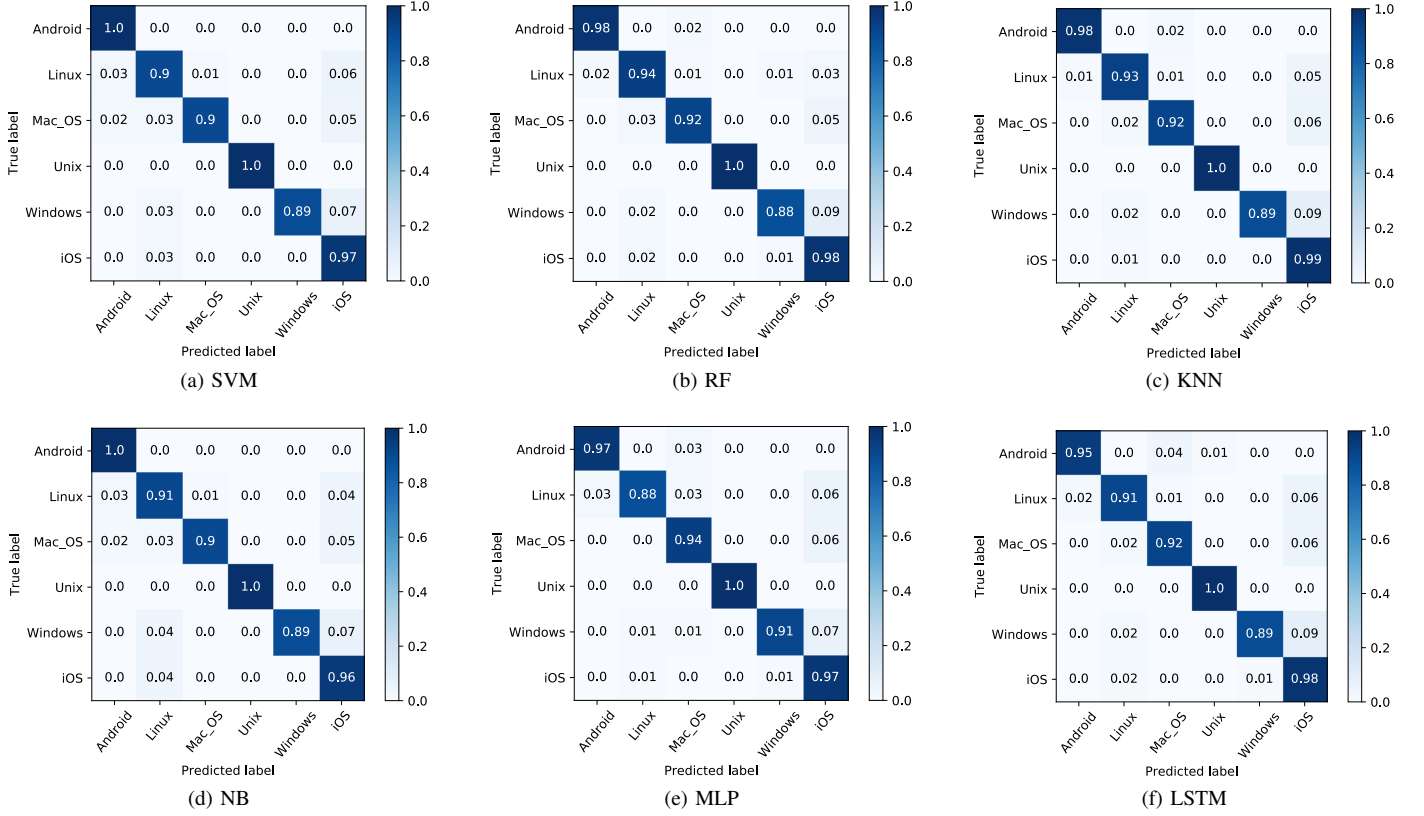 True label
Android 1.0 0.0 0.0 0.0 0.0 0.0
Linux 0.03 0.9 0.01 0.0 0.0 0.06
Mac_OS 0.02 0.03 0.9 0.0 0.0 0.05
Unix 0.0 0.0 0.0 1.0 0.0 0.0
Windows 0.0 0.03 0.0 0.0 0.89 0.07
iOS 0.0 0.03 0.0 0.0 0.0 0.97
Android Linux Mac_OS Unix Windows iOS
Predicted label
1.0
0.8
0.6
0.4
0.2
0.0
(a) SVM
True label
Android 0.98 0.0 0.02 0.0 0.0 0.0
Linux 0.02 0.94 0.01 0.0 0.01 0.03
Mac_OS 0.0 0.03 0.92 0.0 0.0 0.05
Unix 0.0 0.0 0.0 1.0 0.0 0.0
Windows 0.0 0.02 0.0 0.0 0.88 0.09
iOS 0.0 0.02 0.0 0.0 0.01 0.98
Android Linux Mac_OS Unix Windows iOS
Predicted label
1.0
0.8
0.6
0.4
0.2
0.0
(b) RF
True label
Android 0.98 0.0 0.02 0.0 0.0 0.0
Linux 0.01 0.93 0.01 0.0 0.0 0.05
Mac_OS 0.0 0.02 0.92 0.0 0.0 0.06
Unix 0.0 0.0 0.0 1.0 0.0 0.0
Windows 0.0 0.02 0.0 0.0 0.89 0.09
iOS 0.0 0.01 0.0 0.0 0.0 0.99
Android Linux Mac_OS Unix Windows iOS
Predicted label
1.0
0.8
0.6
0.4
0.2
0.0
(c) KNN
True label
Android 1.0 0.0 0.0 0.0 0.0 0.0
Linux 0.03 0.91 0.01 0.0 0.0 0.04
Mac_OS 0.02 0.03 0.9 0.0 0.0 0.05
Unix 0.0 0.0 0.0 1.0 0.0 0.0
Windows 0.0 0.04 0.0 0.0 0.89 0.07
iOS 0.0 0.04 0.0 0.0 0.0 0.96
Android Linux Mac_OS Unix Windows iOS
Predicted label
1.0
0.8
0.6
0.4
0.2
0.0
(d) NB
True label
Android 0.97 0.0 0.03 0.0 0.0 0.0
Linux 0.03 0.88 0.03 0.0 0.0 0.06
Mac_OS 0.0 0.0 0.94 0.0 0.0 0.06
Unix 0.0 0.0 0.0 1.0 0.0 0.0
Windows 0.0 0.01 0.01 0.0 0.91 0.07
iOS 0.0 0.01 0.0 0.0 0.01 0.97
Android Linux Mac_OS Unix Windows iOS
Predicted label
1.0
0.8
0.6
0.4
0.2
0.0
(e) MLP
True label
Android 0.95 0.0 0.04 0.01 0.0 0.0
Linux 0.02 0.91 0.01 0.0 0.0 0.06
Mac_OS 0.0 0.02 0.92 0.0 0.0 0.06
Unix 0.0 0.0 0.0 1.0 0.0 0.0
Windows 0.0 0.02 0.0 0.0 0.89 0.09
iOS 0.0 0.02 0.0 0.0 0.01 0.98
Android Linux Mac_OS Unix Windows iOS
Predicted label
1.0
0.8
0.6
0.4
0.2
0.0
(f) LSTM